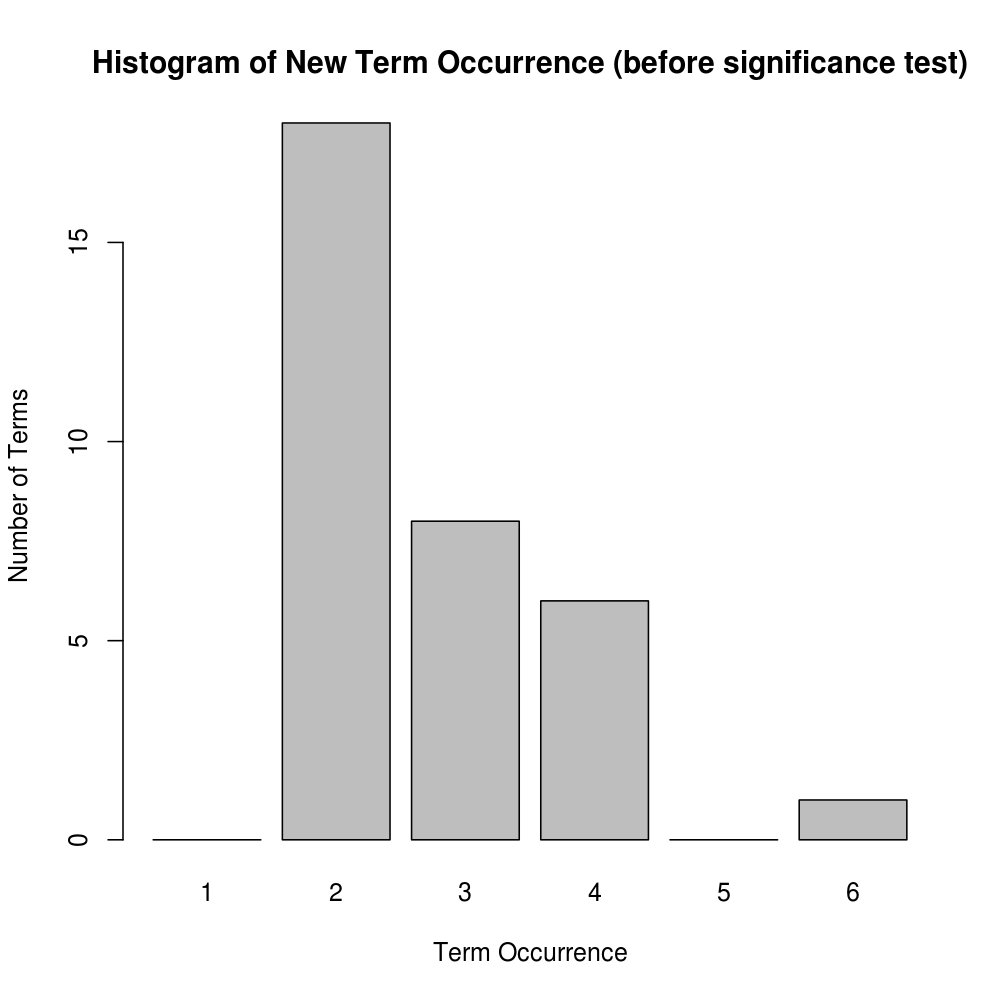 Histogram of New Term Occurrence (before significance test)
15
10
5
0
Number of Terms
1 2 3 4 5 6
Term Occurrence